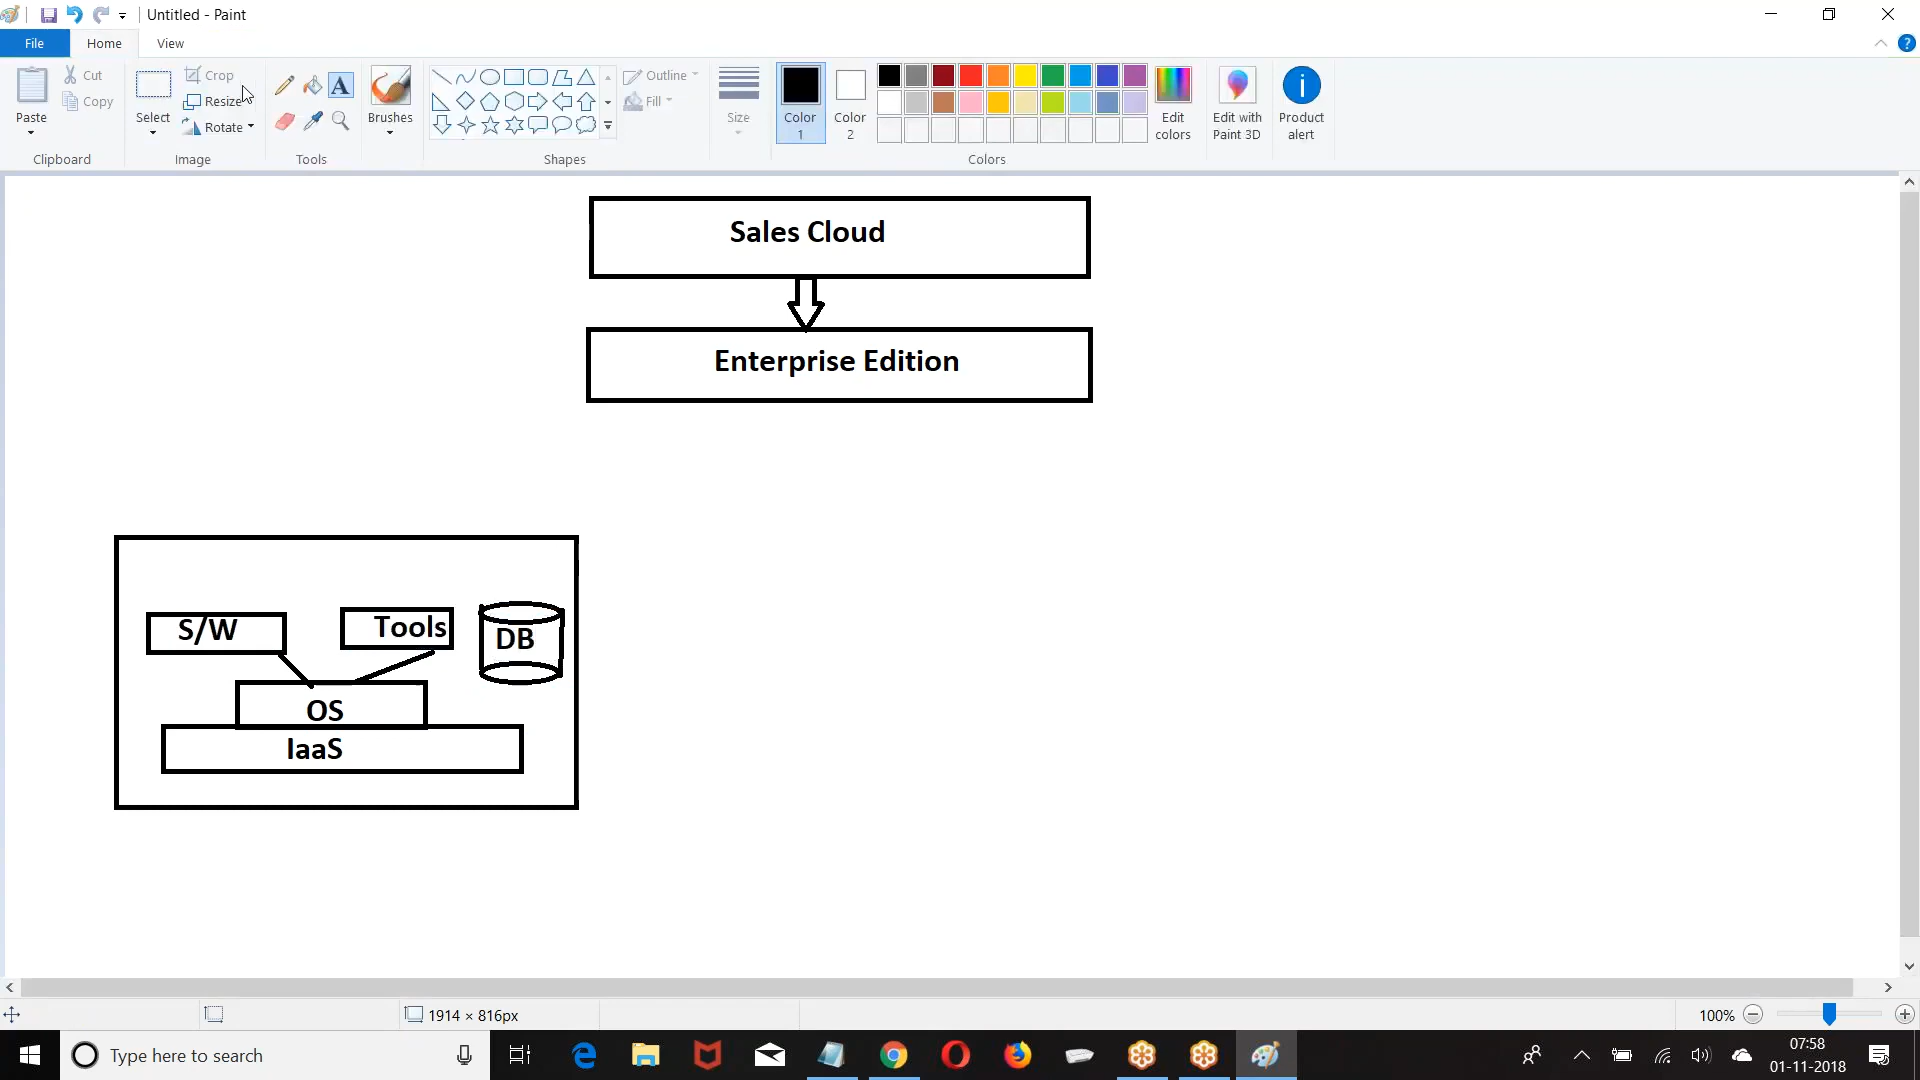 Untitled - Paint
File Home View
Paste
Cut
Copy
Clipboard
Select
Crop
Resize
Rotate
Image
A
Tools
Brushes
Shapes
Outline
Fill
Size
Color 1
Color 2
Colors
Edit colors
Edit with Paint 3D
Product alert
Sales Cloud
Enterprise Edition
S/W
Tools
DB
OS
IaaS
1914 × 816px
100%
Type here to search
07:58
01-11-2018